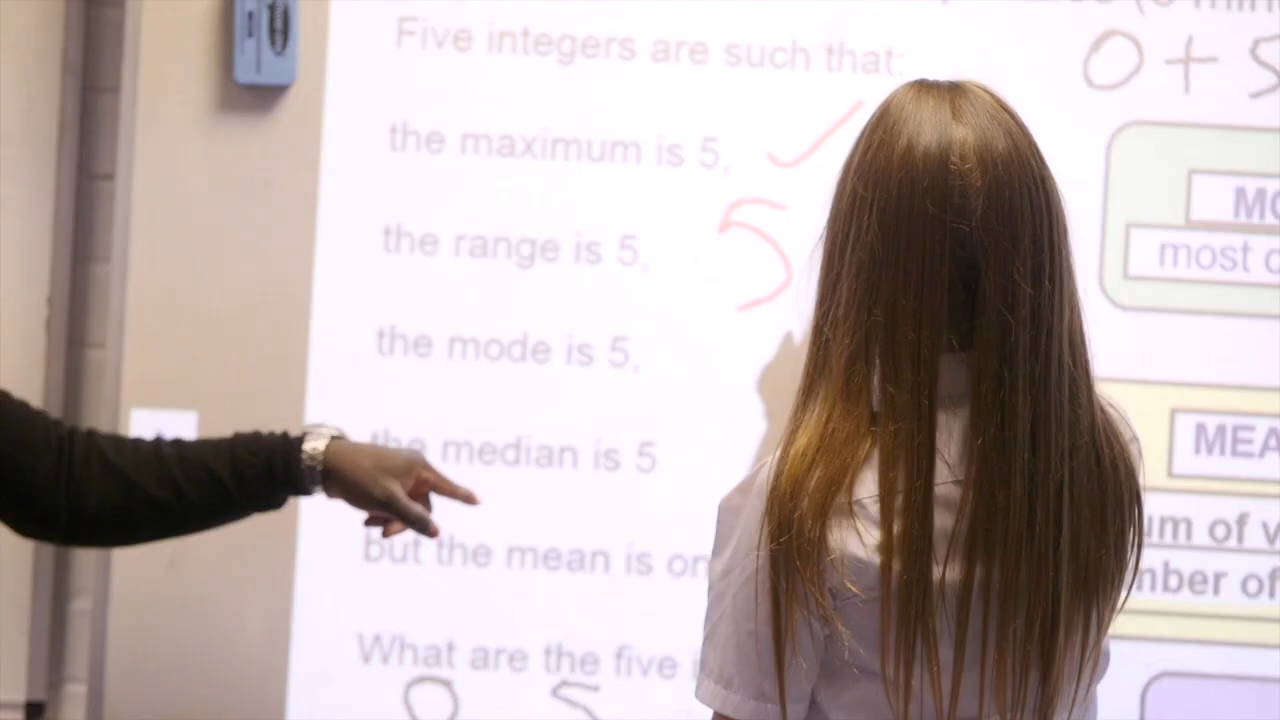 Five integers are such that:
0 + 5
the maximum is 5,
MO
most
the range is 5, 5
the mode is 5,
the median is 5
MEA
um of v
But the mean is on
mber of
What are the five
0 5